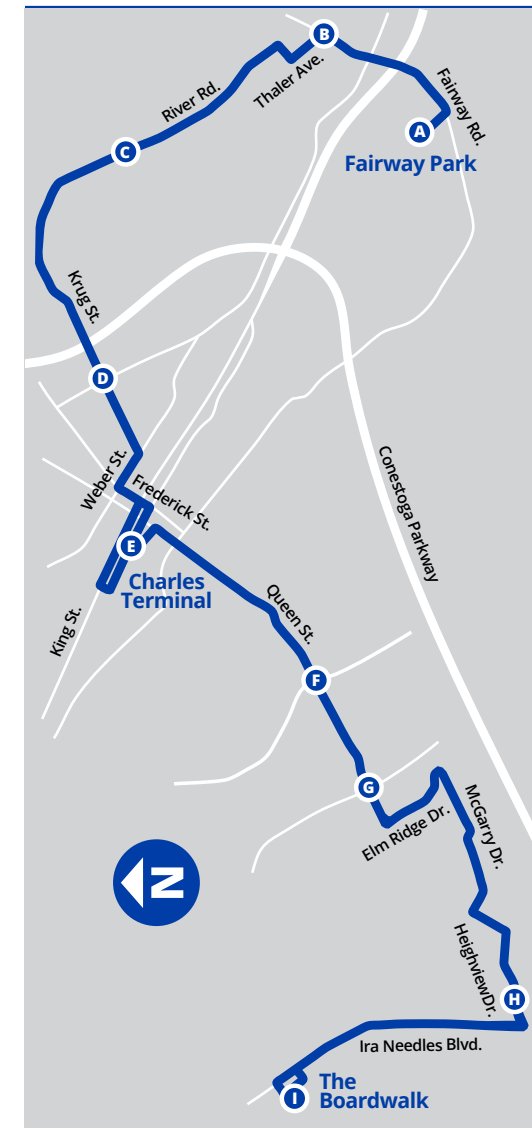 B
Thaler Ave.
River Rd.
Fairway Rd.
A
Fairway Park
C
Krug St.
D
Weber St.
Frederick St.
Conestoga Parkway
E
Charles
Terminal
King St.
Queen St.
F
G
Elm Ridge Dr.
McGarry Dr.
N
HeighviewDr.
H
Ira Needles Blvd.
The
Boardwalk
I